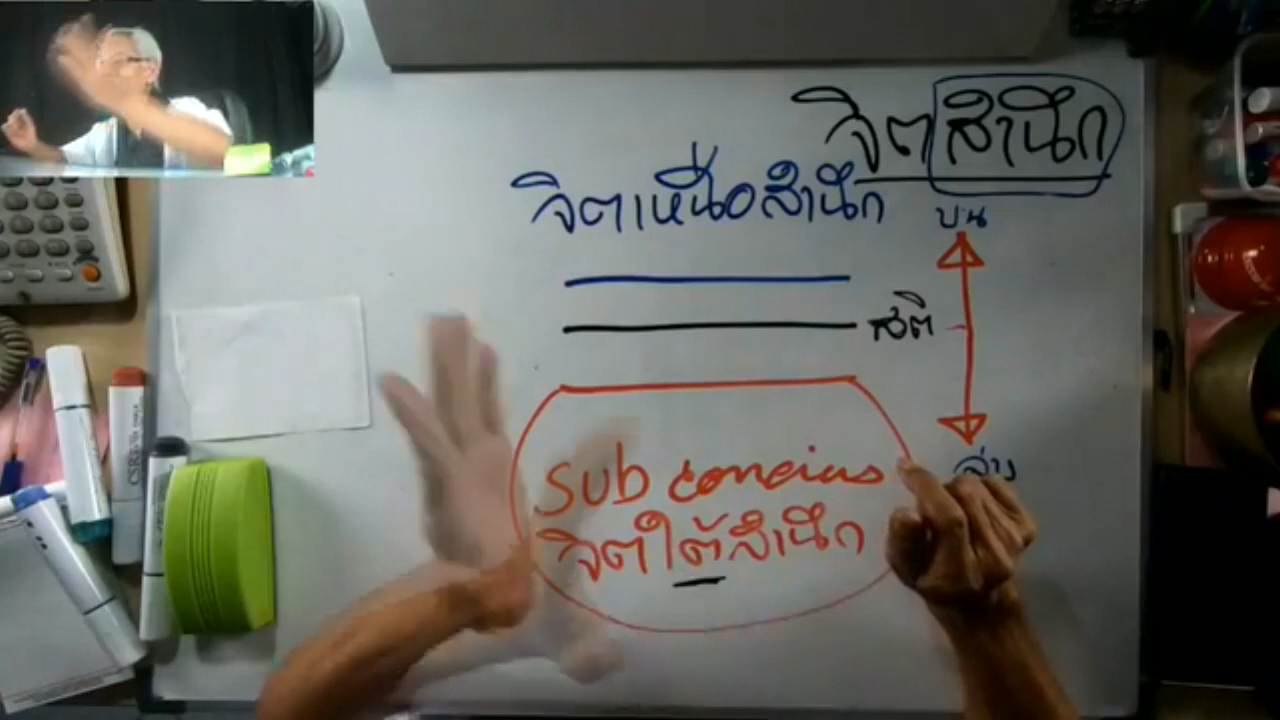 จิตสำนึก
จิตเหนือสำนึก
บน
สติ
ล่าง
sub concius
จิตใต้สำนึก